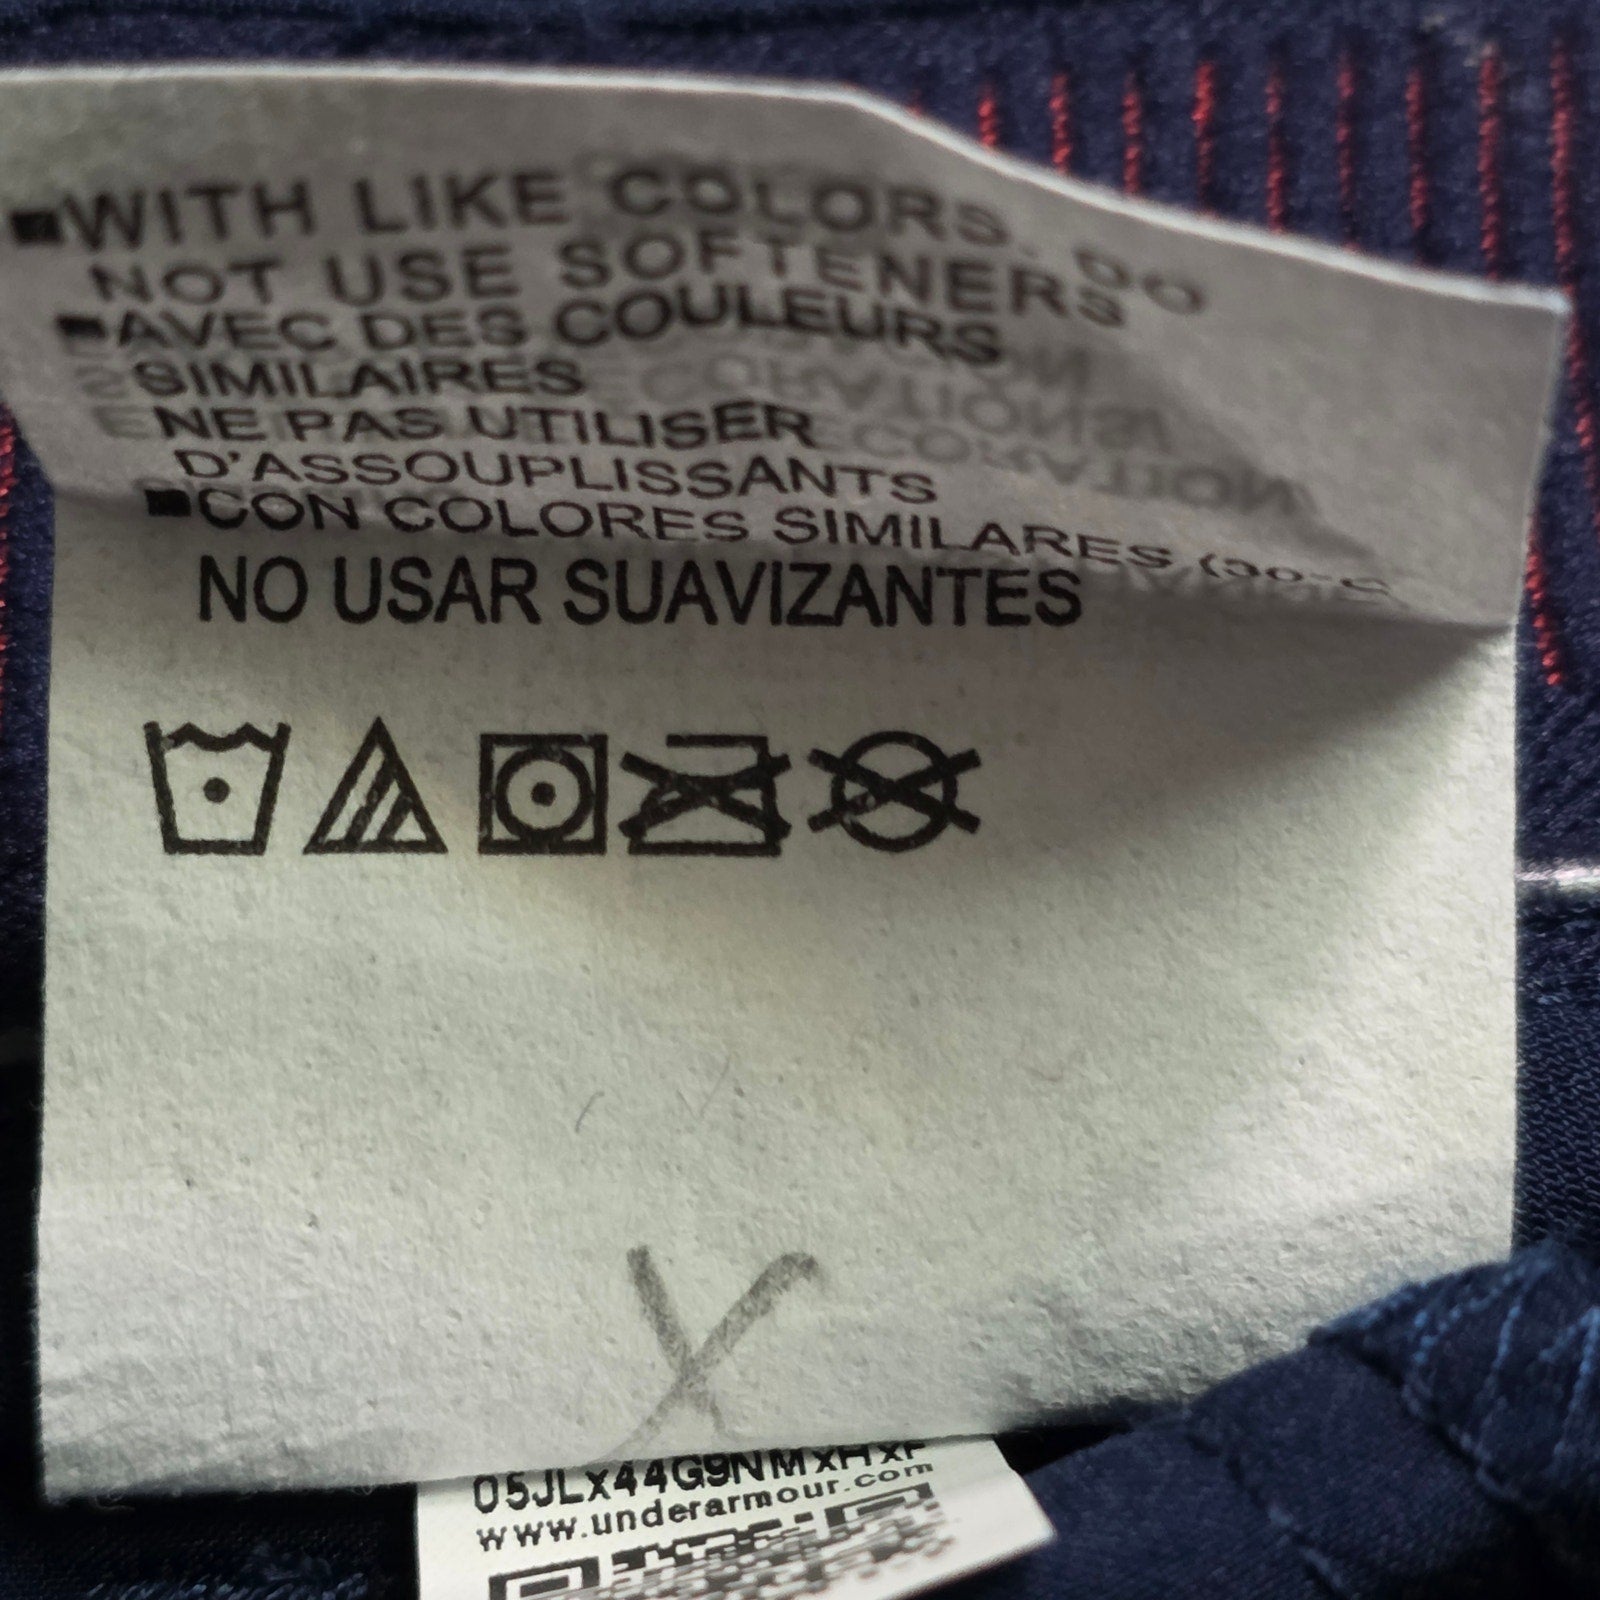 ■WITH LIKE COLORS. DO
NOT USE SOFTENERS
■AVEC DES COULEURS
SIMILAIRES
NE PAS UTILISER
D'ASSOUPLISSANTS
■CON COLORES SIMILARES
NO USAR SUAVIZANTES
X
05JLX44G9NMXHXF
www.underarmour.com